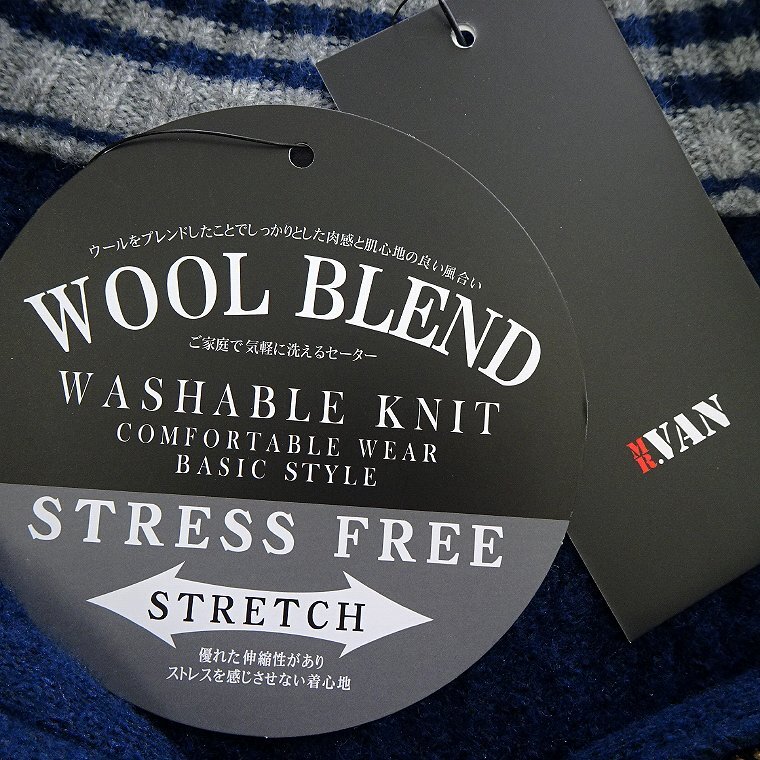 ウールをブレンドしたことでしっかりとした肉感と肌心地の良い風合い
WOOL BLEND
ご家庭で気軽に洗えるセーター
WASHABLE KNIT
COMFORTABLE WEAR
BASIC STYLE
STRESS FREE
STRETCH
優れた伸縮性があり
ストレスを感じさせない着心地
MR.VAN